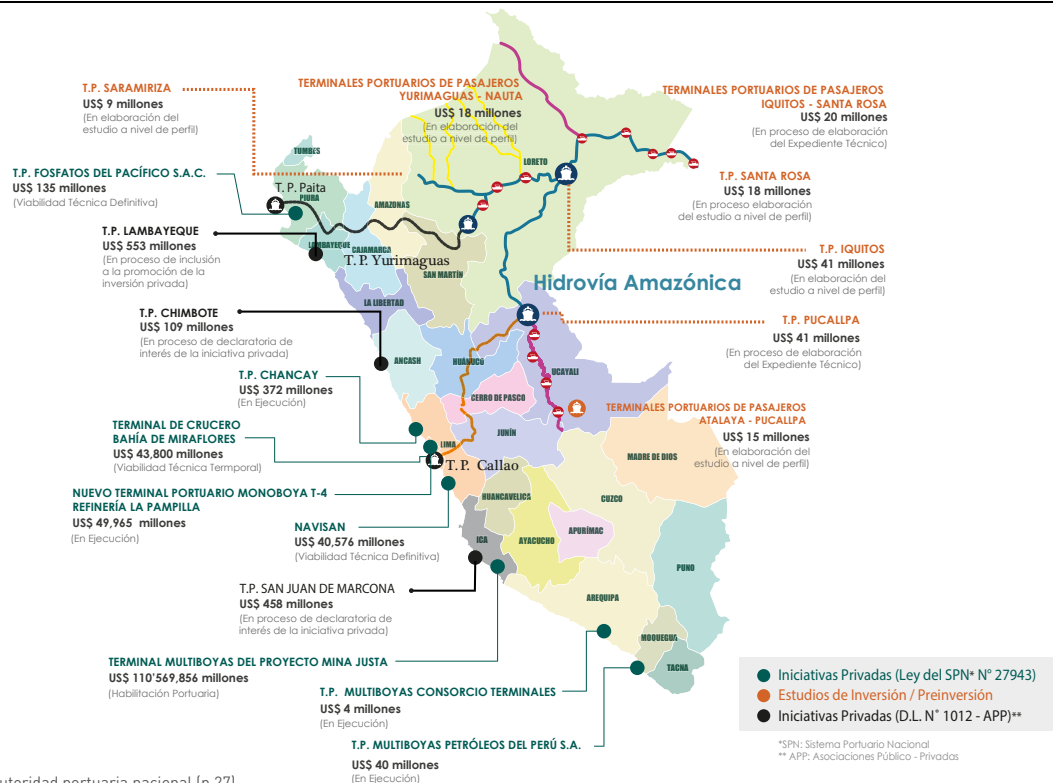 T.P. SARAMIRIZA
US$ 9 millones
(En elaboración del
estudio a nivel de perfil)
TERMINALES PORTUARIOS DE PASAJEROS
YURIMAGUAS - NAUTA
US$ 18 millones
(En elaboración del
estudio a nivel de perfil)
TERMINALES PORTUARIOS DE PASAJEROS
IQUITOS - SANTA ROSA
US$ 20 millones
(En proceso de elaboración
del Expediente Técnico)
T.P. FOSFATOS DEL PACÍFICO S.A.C.
US$ 135 millones
(Viabilidad Técnica Definitiva)
T.P. SANTA ROSA
US$ 18 millones
(En proceso elaboración
del estudio a nivel de perfil)
T.P. LAMBAYEQUE
US$ 553 millones
(En proceso de inclusión
a la promoción de la
inversión privada)
T.P. IQUITOS
US$ 41 millones
(En elaboración del
estudio a nivel de perfil)
T.P. CHIMBOTE
US$ 109 millones
(En proceso de declaratoria de
interés de la iniciativa privada)
T.P. PUCALLPA
US$ 41 millones
(En proceso de elaboración
del Expediente Técnico)
T.P. CHANCAY
US$ 372 millones
(En Ejecución)
TERMINALES PORTUARIOS DE PASAJEROS
ATALAYA - PUCALLPA
US$ 15 millones
(En elaboración del
estudio a nivel de perfil)
TERMINAL DE CRUCERO
BAHÍA DE MIRAFLORES
US$ 43,800 millones
(Viabilidad Técnica Termporal)
NUEVO TERMINAL PORTUARIO MONOBOYA T-4
REFINERÍA LA PAMPILLA
US$ 49,965 millones
(En Ejecución)
NAVISAN
US$ 40,576 millones
(Viabilidad Técnica Definitiva)
T.P. SAN JUAN DE MARCONA
US$ 458 millones
(En proceso de declaratoria de
interés de la iniciativa privada)
TERMINAL MULTIBOYAS DEL PROYECTO MINA JUSTA
US$ 110'569,856 millones
(Habilitación Portuaria)
T.P. MULTIBOYAS CONSORCIO TERMINALES
US$ 4 millones
(En Ejecución)
T.P. MULTIBOYAS PETRÓLEOS DEL PERÚ S.A.
US$ 40 millones
(En Ejecución)
TUMBES
T. P. Paita
PIURA
LAMBAYEQUE
CAJAMARCA
AMAZONAS
LORETO
T. P. Yurimaguas
SAN MARTÍN
Hidrovía Amazónica
LA LIBERTAD
ANCASH
HUÁNUCO
UCAYALI
CERRO DE PASCO
JUNÍN
LIMA
T. P. Callao
MADRE DE DIOS
HUANCAVELICA
CUZCO
ICA
AYACUCHO
APURÍMAC
PUNO
AREQUIPA
MOQUEGUA
TACNA
Iniciativas Privadas (Ley del SPN* N° 27943)
Estudios de Inversión / Preinversión
Iniciativas Privadas (D.L. N° 1012 - APP)**
*SPN: Sistema Portuario Nacional
** APP: Asociaciones Público - Privadas
utoridad portuaria nacional (p.27)